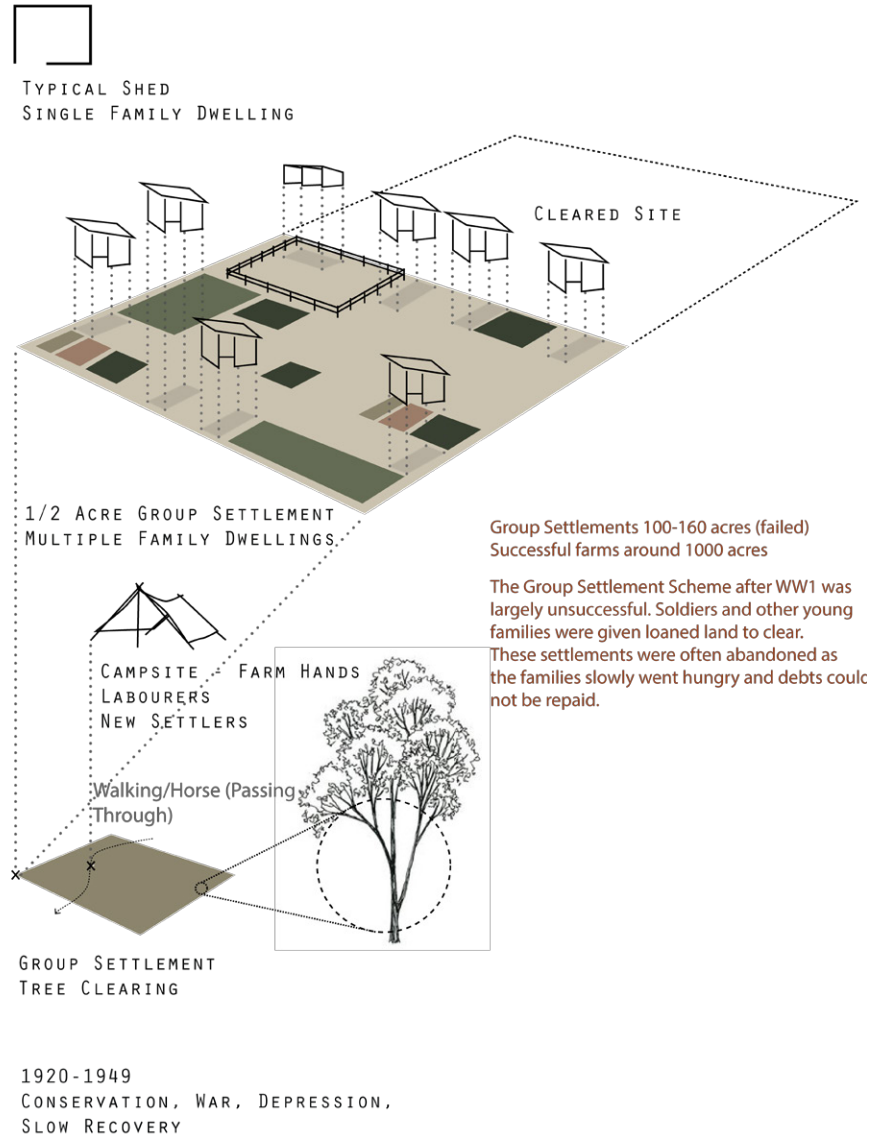 TYPICAL SHED
SINGLE FAMILY DWELLING
CLEARED SITE
1/2 ACRE GROUP SETTLEMENT
MULTIPLE FAMILY DWELLINGS
Group Settlements 100-160 acres (failed)
Successful farms around 1000 acres
The Group Settlement Scheme after WW1 was
largely unsuccessful. Soldiers and other young
families were given loaned land to clear.
These settlements were often abandoned as
the families slowly went hungry and debts could
not be repaid.
CAMPSITE - FARM HANDS
LABOURERS
NEW SETTLERS
Walking/Horse (Passing
Through)
GROUP SETTLEMENT
TREE CLEARING
1920-1949
CONSERVATION, WAR, DEPRESSION,
SLOW RECOVERY